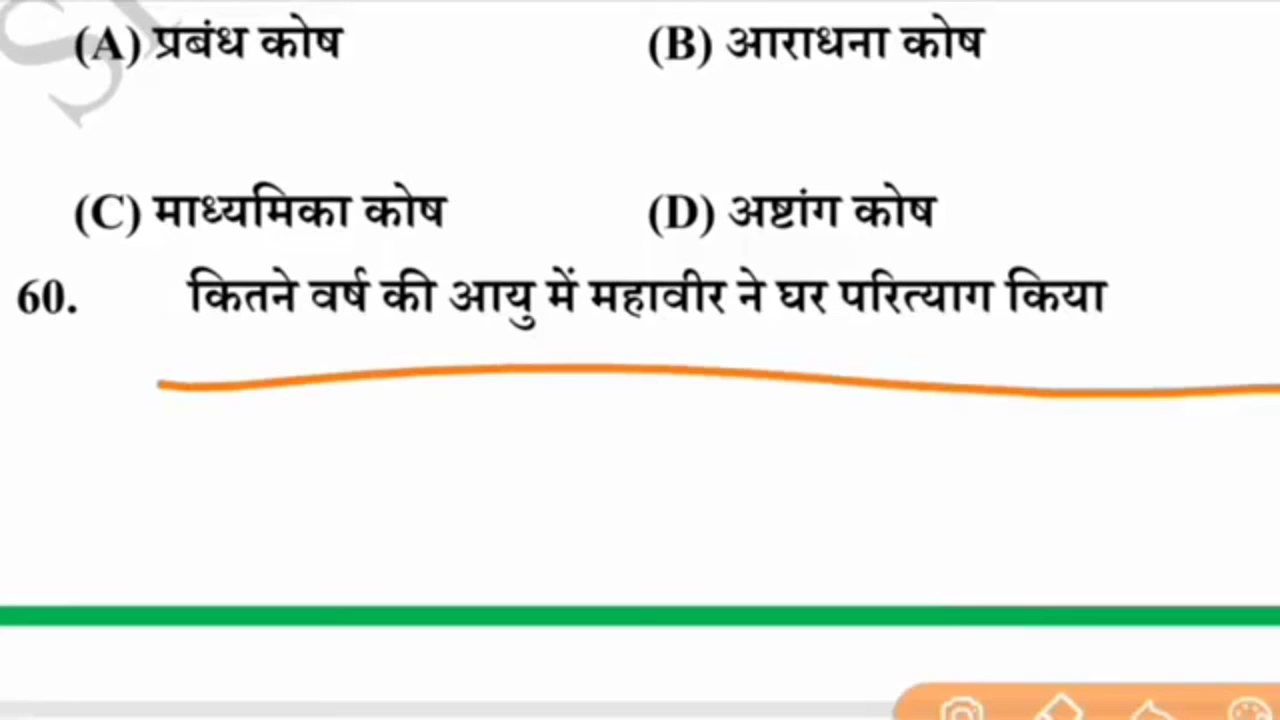 (A) प्रबंध कोष (B) आराधना कोष
(C) माध्यमिका कोष (D) अष्टांग कोष
60. कितने वर्ष की आयु में महावीर ने घर परित्याग किया